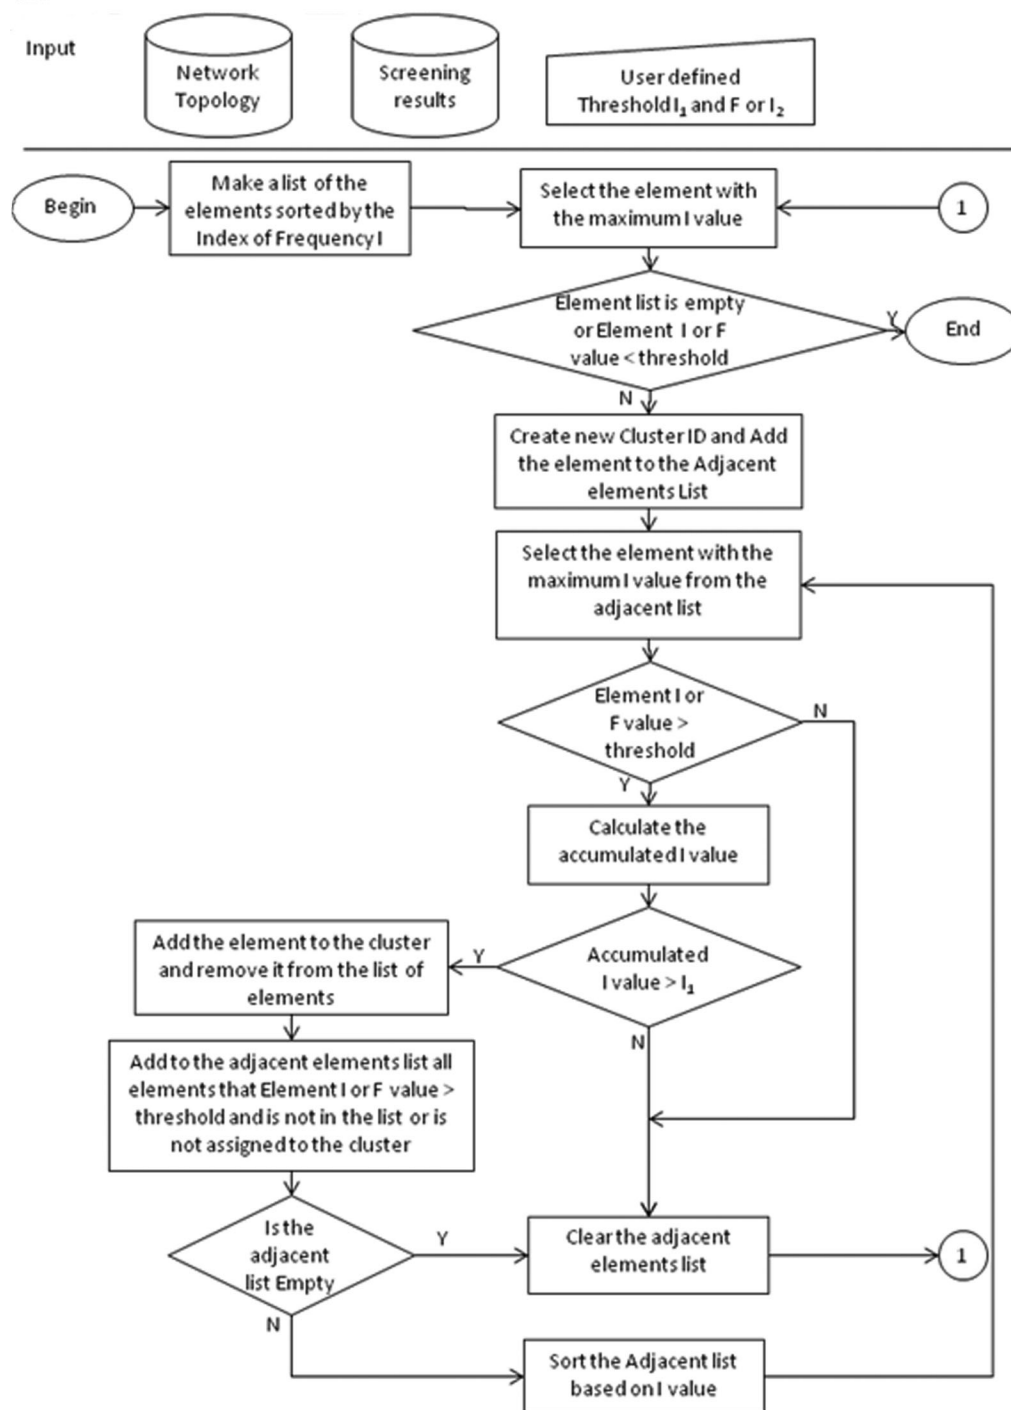 Input
Network
Topology
Screening
results
User defined
Threshold I₁ and F or I₂
Begin
Make a list of the
elements sorted by the
Index of Frequency I
Select the element with
the maximum I value
1
Element list is empty
or Element I or F
value < threshold
Y
End
N
Create new Cluster ID and Add
the element to the Adjacent
elements List
Select the element with the
maximum I value from the
adjacent list
Element I or
F value >
threshold
N
Y
Calculate the
accumulated I value
Accumulated
I value > I₁
Y
N
Add the element to the cluster
and remove it from the list of
elements
Add to the adjacent elements list all
elements that Element I or F value >
threshold and is not in the list or is
not assigned to the cluster
Is the
adjacent
list Empty
Y
N
Clear the adjacent
elements list
1
Sort the Adjacent list
based on I value